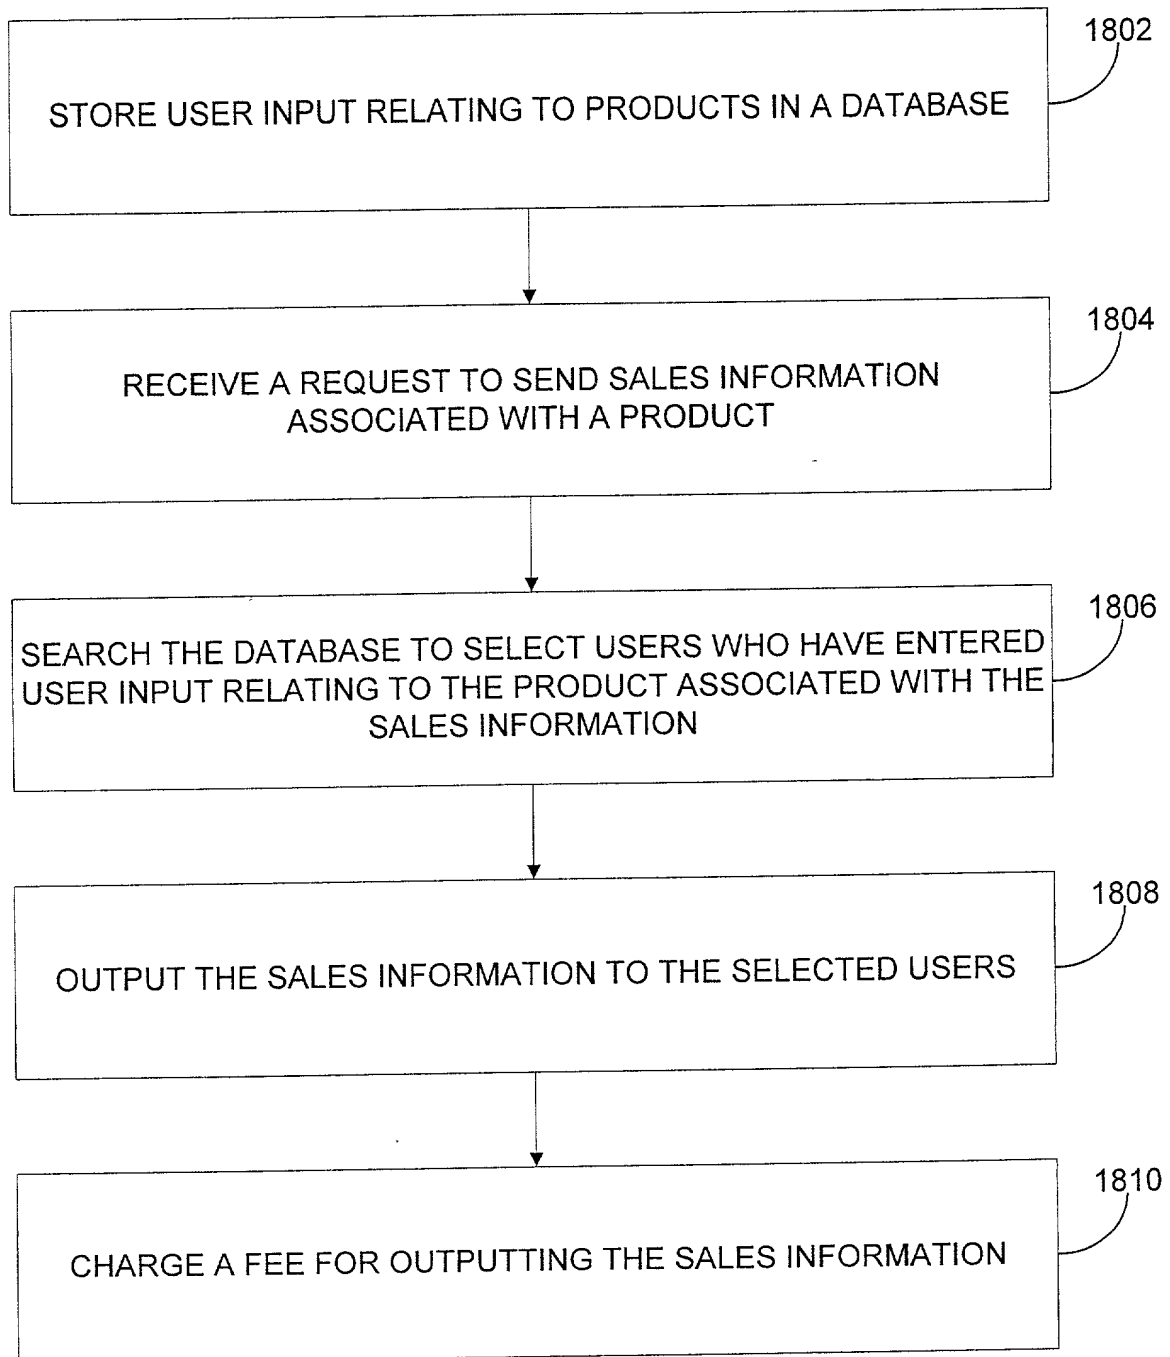 1802
STORE USER INPUT RELATING TO PRODUCTS IN A DATABASE
1804
RECEIVE A REQUEST TO SEND SALES INFORMATION
ASSOCIATED WITH A PRODUCT
1806
SEARCH THE DATABASE TO SELECT USERS WHO HAVE ENTERED
USER INPUT RELATING TO THE PRODUCT ASSOCIATED WITH THE
SALES INFORMATION
1808
OUTPUT THE SALES INFORMATION TO THE SELECTED USERS
1810
CHARGE A FEE FOR OUTPUTTING THE SALES INFORMATION